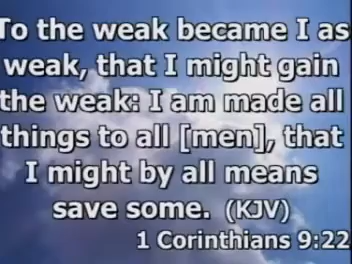 To the weak became I as
weak, that I might gain
the weak: I am made all
things to all [men], that
I might by all means
save some. (KJV)
1 Corinthians 9:22